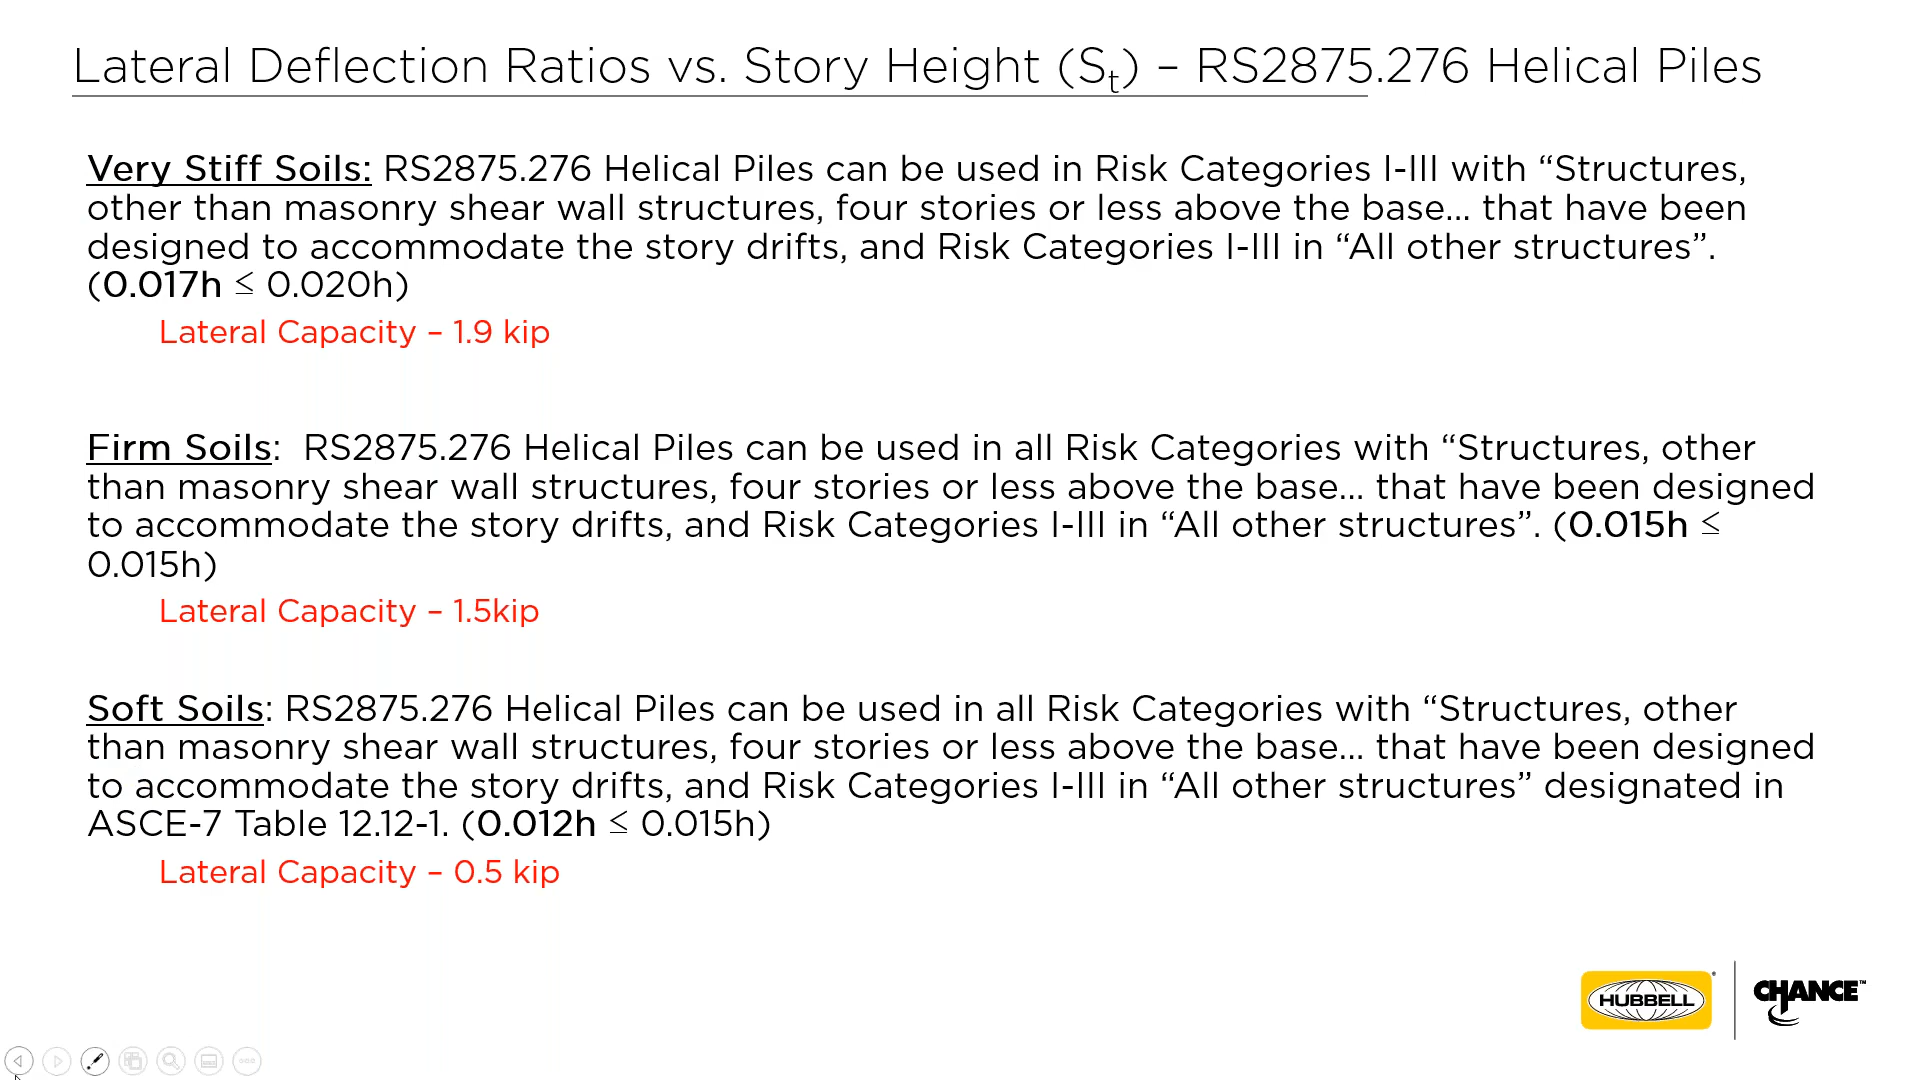 Lateral Deflection Ratios vs. Story Height (St) – RS2875.276 Helical Piles
Very Stiff Soils: RS2875.276 Helical Piles can be used in Risk Categories I-III with “Structures,
other than masonry shear wall structures, four stories or less above the base… that have been
designed to accommodate the story drifts, and Risk Categories I-III in “All other structures”.
(0.017h ≤ 0.020h)
Lateral Capacity – 1.9 kip
Firm Soils:  RS2875.276 Helical Piles can be used in all Risk Categories with “Structures, other
than masonry shear wall structures, four stories or less above the base… that have been designed
to accommodate the story drifts, and Risk Categories I-III in “All other structures”. (0.015h ≤
0.015h)
Lateral Capacity – 1.5kip
Soft Soils: RS2875.276 Helical Piles can be used in all Risk Categories with “Structures, other
than masonry shear wall structures, four stories or less above the base… that have been designed
to accommodate the story drifts, and Risk Categories I-III in “All other structures” designated in
ASCE-7 Table 12.12-1. (0.012h ≤ 0.015h)
Lateral Capacity – 0.5 kip
HUBBELL
CHANCE™